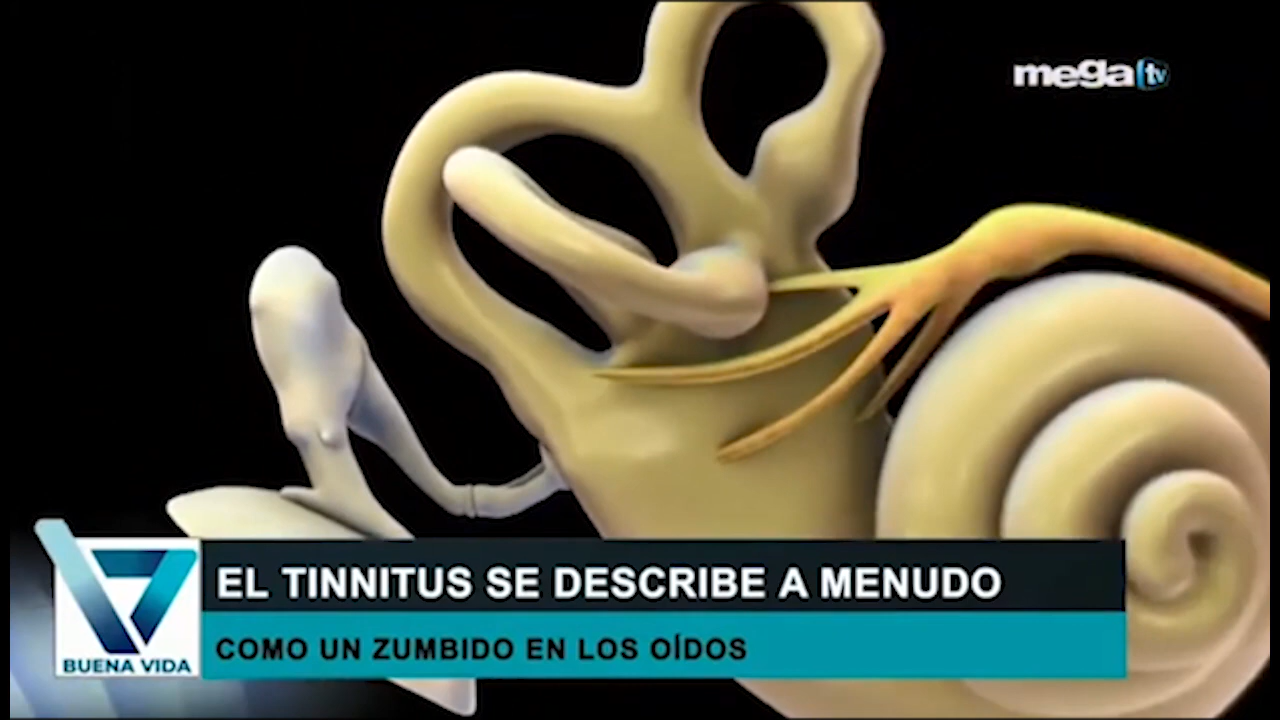 mega tv
EL TINNITUS SE DESCRIBE A MENUDO
COMO UN ZUMBIDO EN LOS OÍDOS
BUENA VIDA